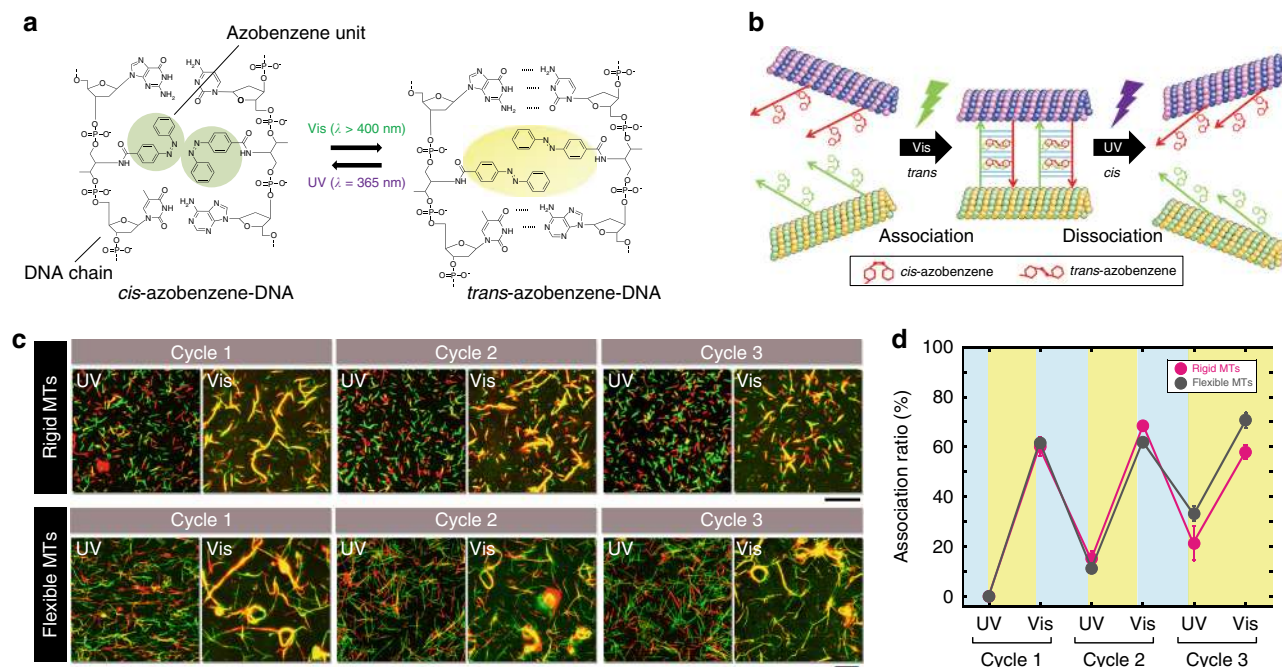 a
Azobenzene unit
Vis (λ > 400 nm)
UV (λ = 365 nm)
DNA chain
cis-azobenzene-DNA
trans-azobenzene-DNA
b
Vis
trans
UV
cis
Association
Dissociation
cis-azobenzene
trans-azobenzene
c
Rigid MTs
Cycle 1
Cycle 2
Cycle 3
UV
Vis
UV
Vis
UV
Vis
Flexible MTs
Cycle 1
Cycle 2
Cycle 3
UV
Vis
UV
Vis
UV
Vis
d
Association ratio (%)
100
80
60
40
20
0
Rigid MTs
Flexible MTs
UV
Vis
UV
Vis
UV
Vis
Cycle 1
Cycle 2
Cycle 3